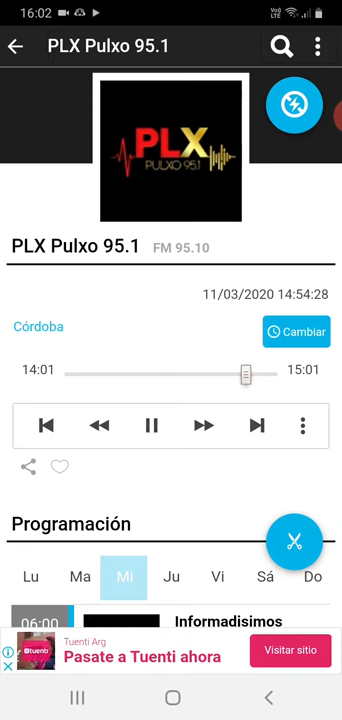 16:02
Vo)) LTE
PLX Pulxo 95.1
PLX
PULXO 95.1
PLX Pulxo 95.1 FM 95.10
11/03/2020 14:54:28
Córdoba
Cambiar
14:01 15:01
Programación
Lu Ma Mi Ju Vi Sá Do
06:00 Informadisimos
tuenti
Tuenti Arg
Pasate a Tuenti ahora
Visitar sitio